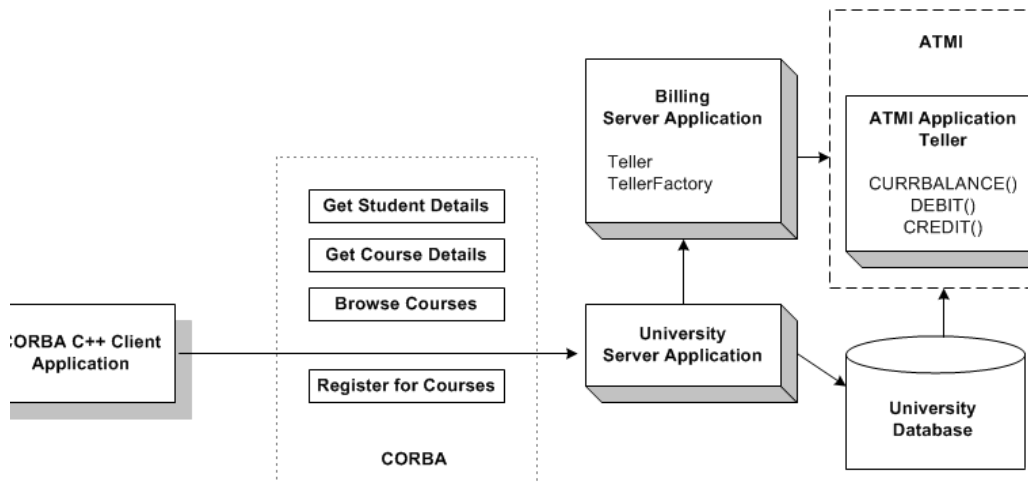 ATMI
Billing
Server Application
Teller
TellerFactory
ATMI Application
Teller
CURRBALANCE()
DEBIT()
CREDIT()
Get Student Details
Get Course Details
Browse Courses
Register for Courses
CORBA
CORBA C++ Client
Application
University
Server Application
University
Database